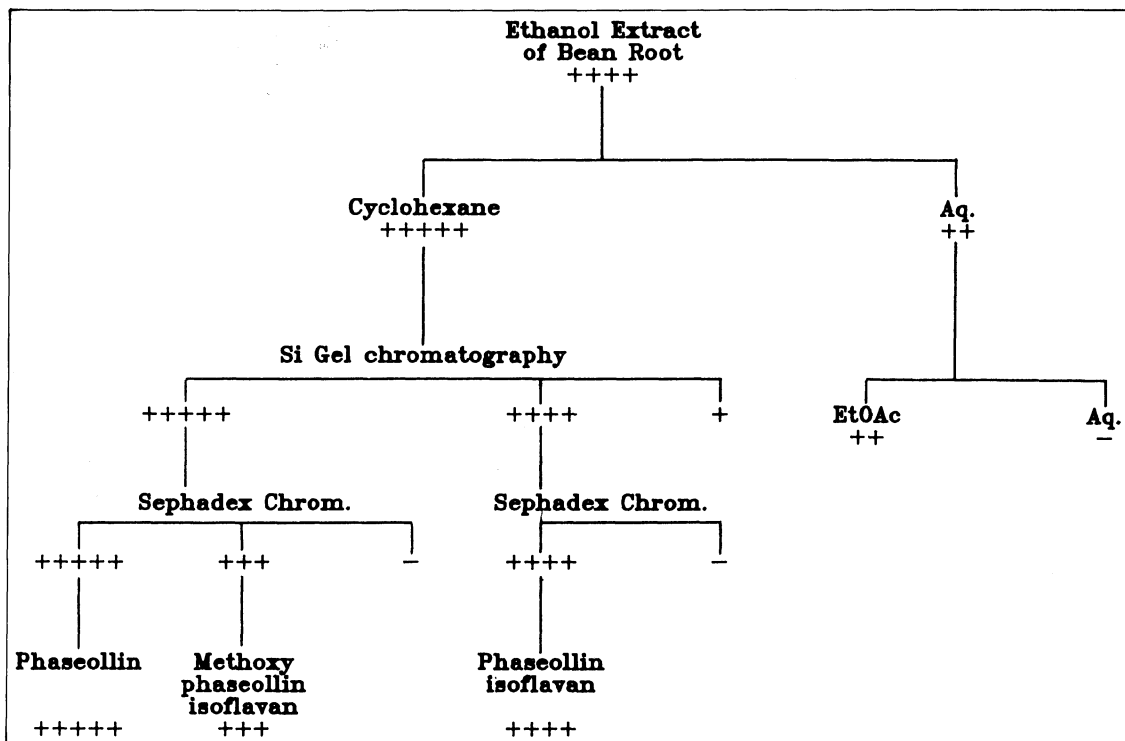 Ethanol Extract
of Bean Root
++++
Cyclohexane
+++++
Aq.
++
Si Gel chromatography
+++++ ++++ +
EtOAc Aq.
++ −
Sephadex Chrom. Sephadex Chrom.
+++++ +++ − ++++ −
Phaseollin
+++++
Methoxy
phaseollin
isoflavan
+++
Phaseollin
isoflavan
++++